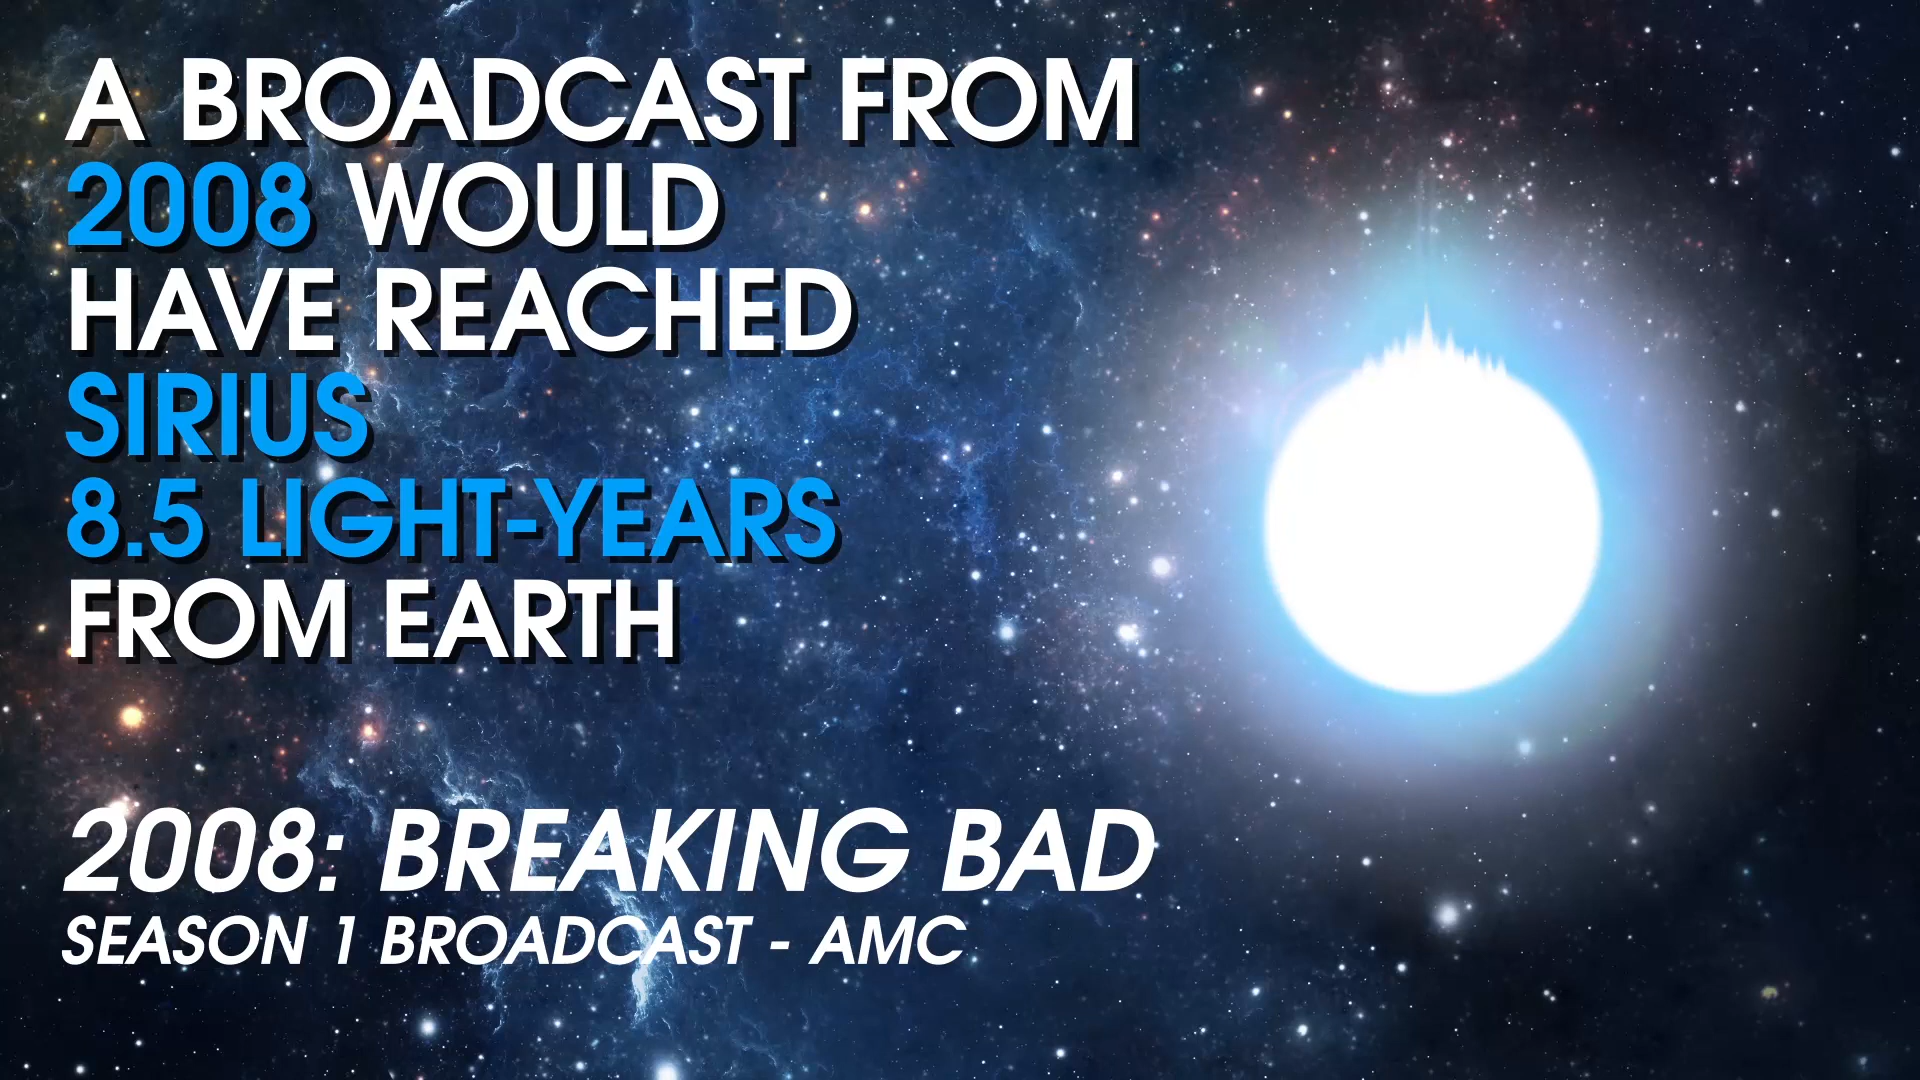 A BROADCAST FROM
2008 WOULD
HAVE REACHED
SIRIUS
8.5 LIGHT-YEARS
FROM EARTH
2008: BREAKING BAD
SEASON 1 BROADCAST - AMC